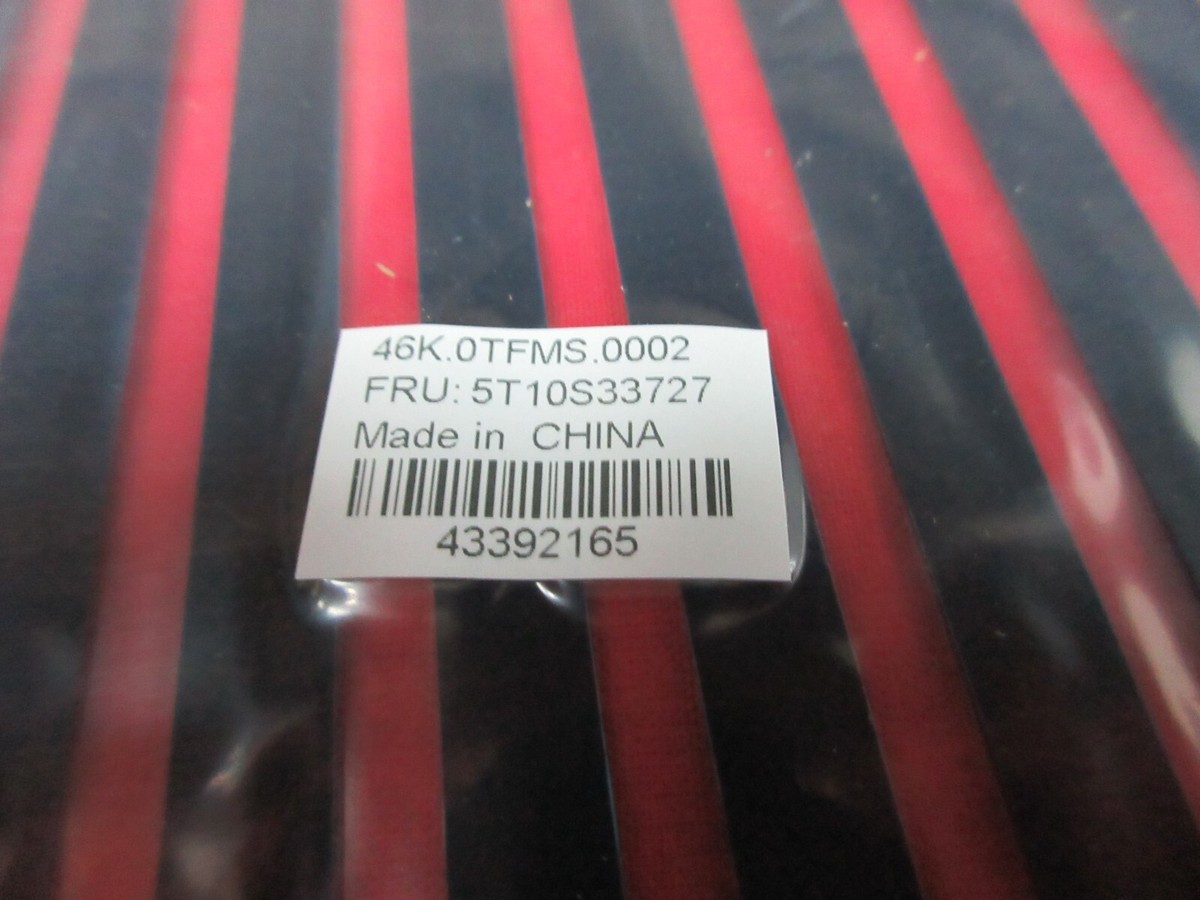 46K.0TFMS.0002
FRU: 5T10S33727
Made in CHINA
43392165